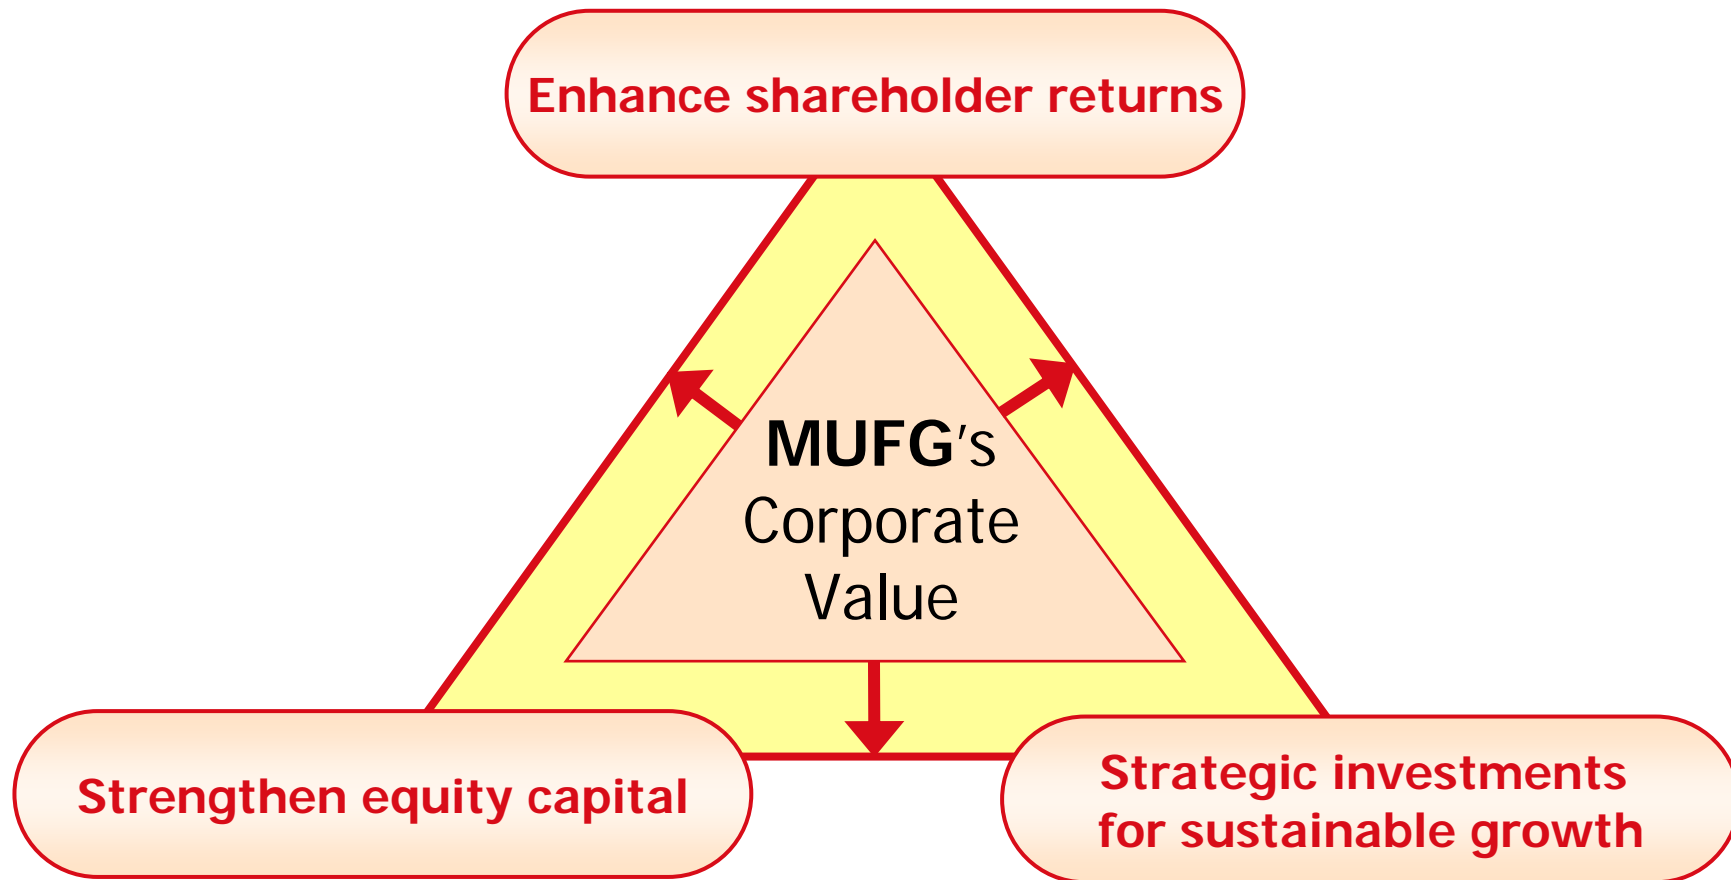 Enhance shareholder returns
MUFG's
Corporate
Value
Strengthen equity capital
Strategic investments
for sustainable growth